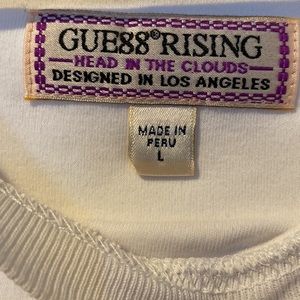 GUE88® RISING
HEAD IN THE CLOUDS
DESIGNED IN LOS ANGELES
MADE IN
PERU
L